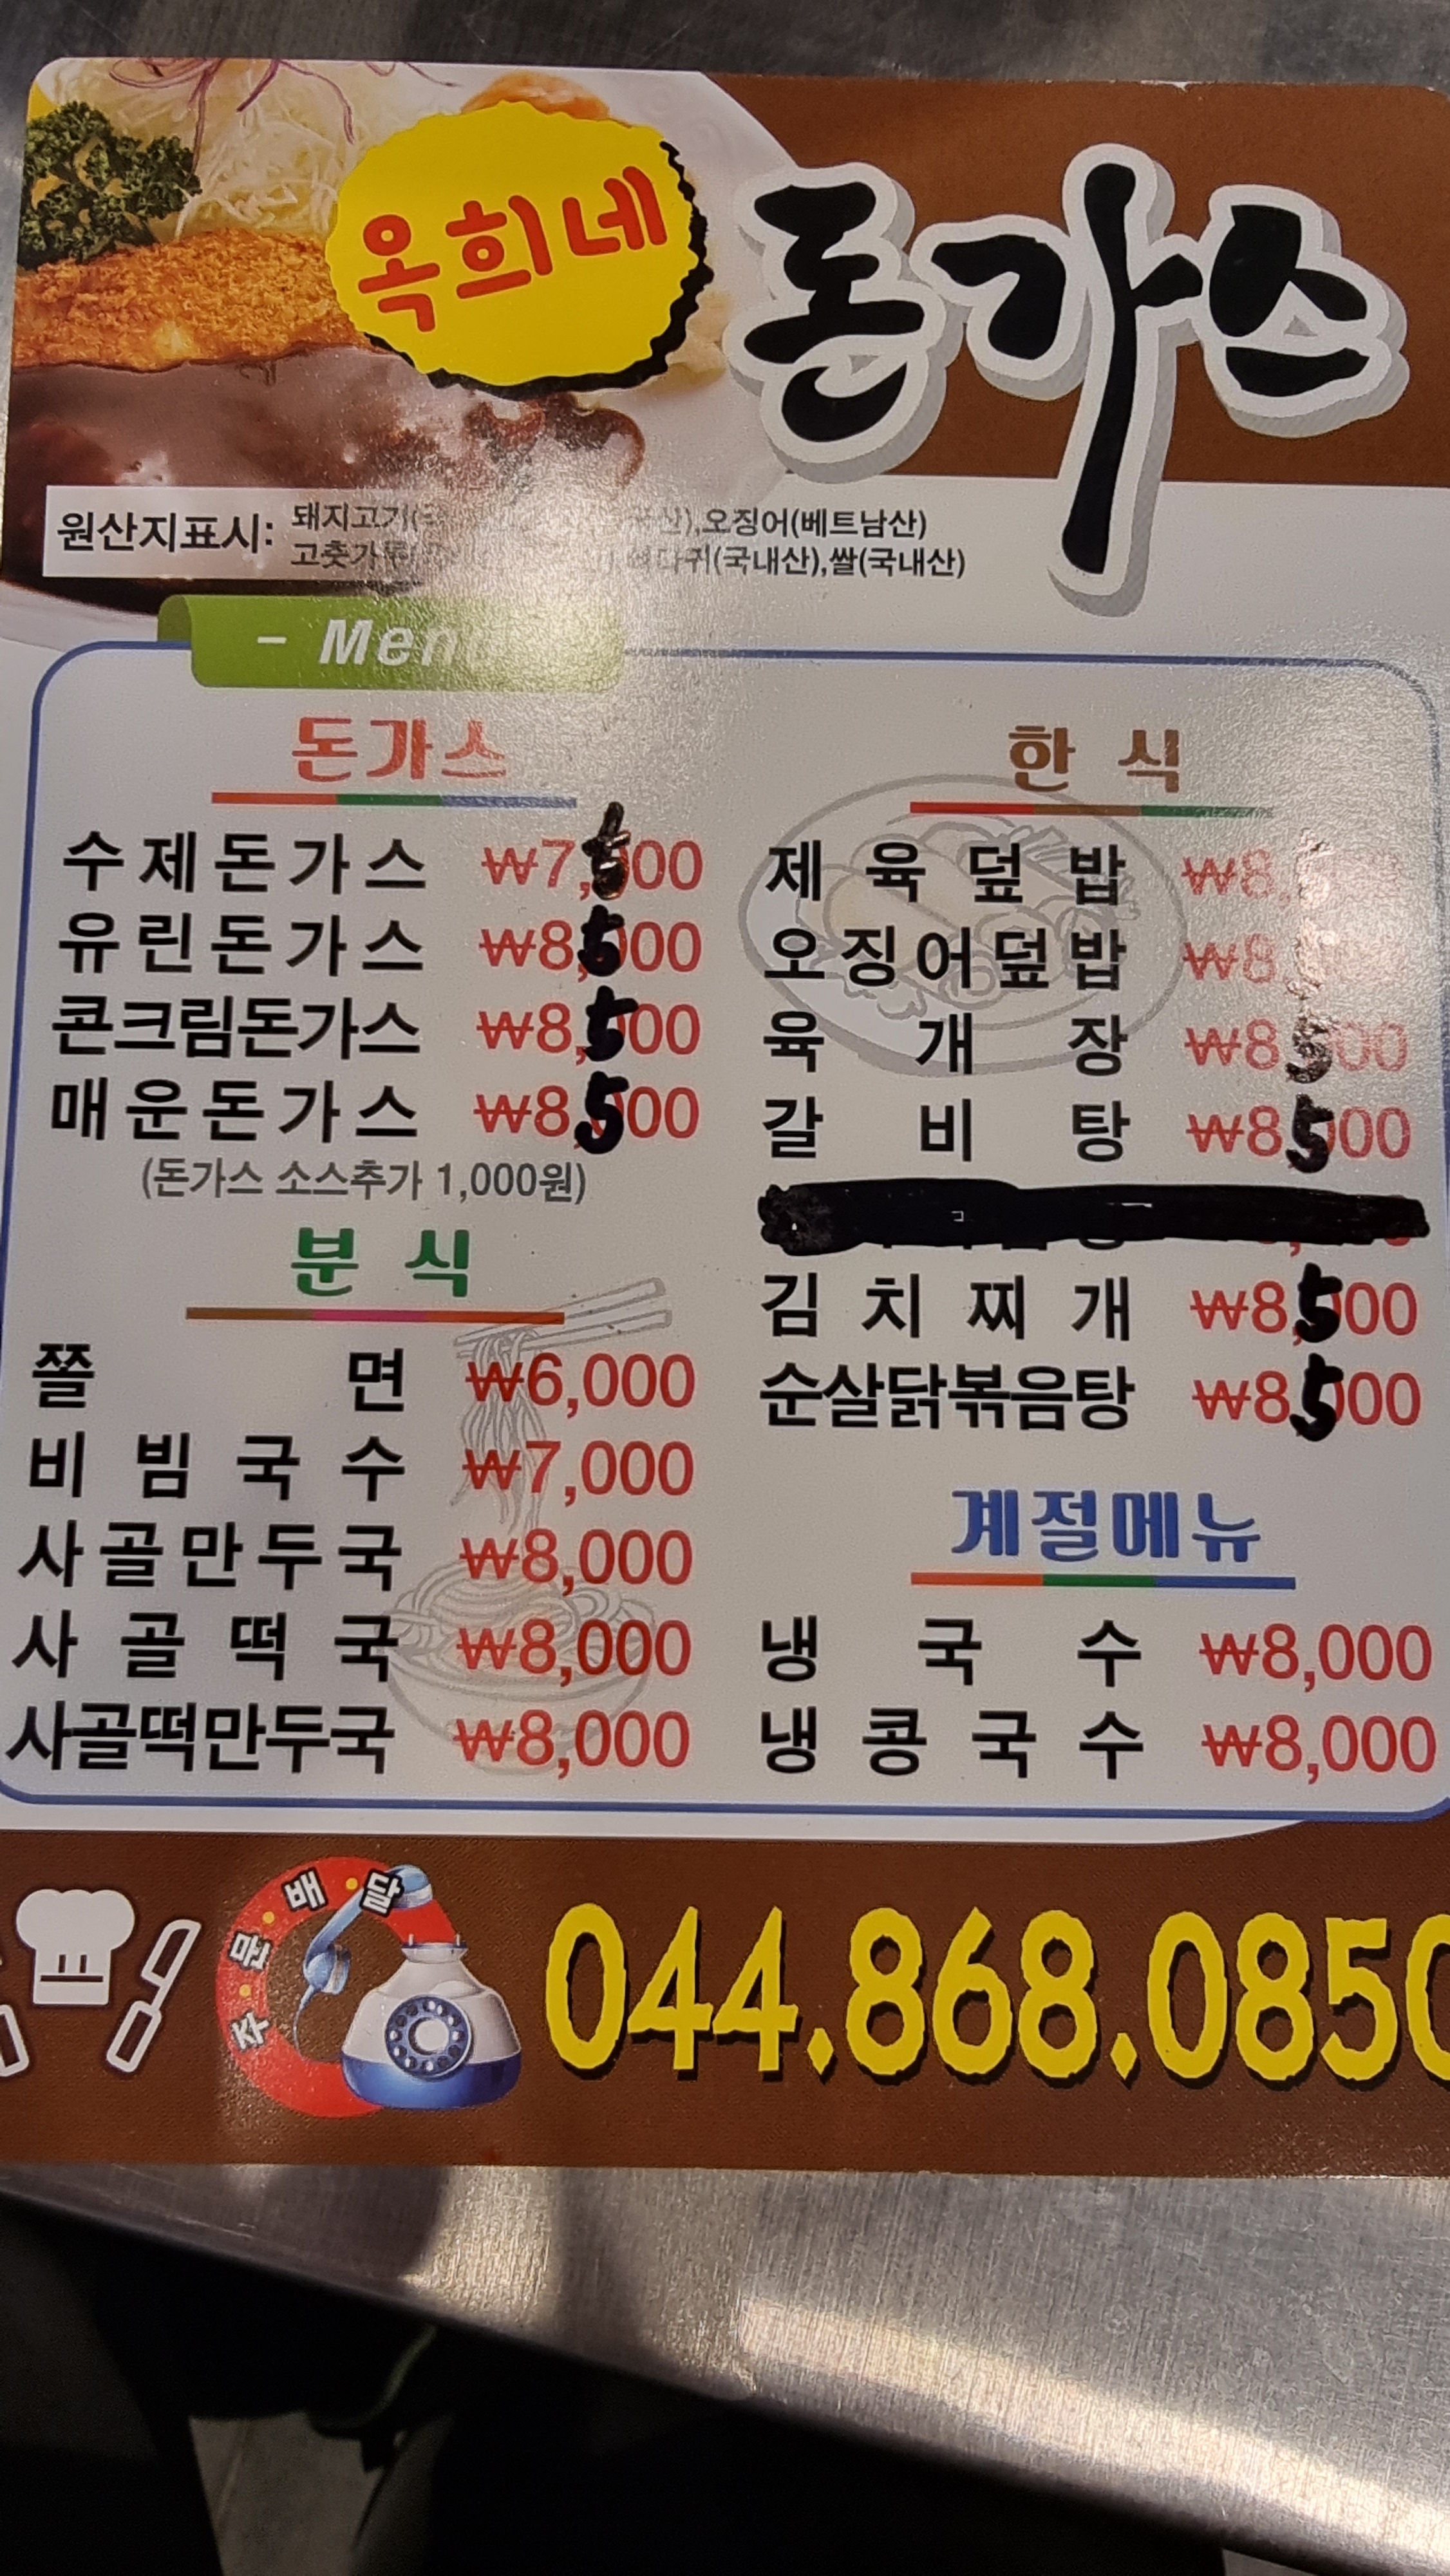 옥희네 돈가스
원산지표시: 돼지고기 오징어(베트남산)
고춧가루 (국내산),쌀(국내산)
- Menu
돈가스
수제돈가스 ₩7,500
유린돈가스 ₩8,500
콘크림돈가스 ₩8,500
매운돈가스 ₩8,500
(돈가스 소스추가 1,000원)
분식
쫄면 ₩6,000
비빔국수 ₩7,000
사골만두국 ₩8,000
사골떡국 ₩8,000
사골떡만두국 ₩8,000
한식
제육덮밥 ₩8,
오징어덮밥 ₩8,
육개장 ₩8,500
갈비탕 ₩8,500
김치찌개 ₩8,500
순살닭볶음탕 ₩8,500
계절메뉴
냉국수 ₩8,000
냉콩국수 ₩8,000
주·문·배·달
044.868.0850